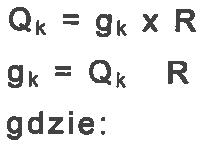 Qk = gk x R
gk = Qk R
gdzie: